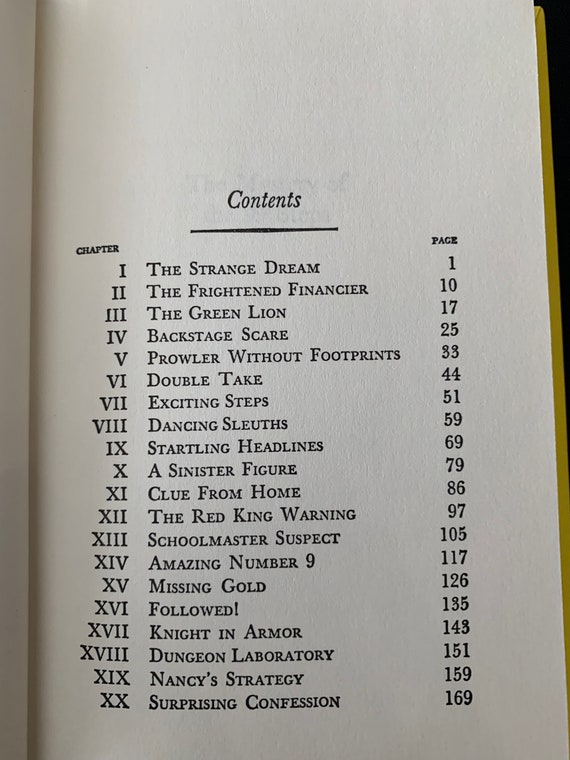 Contents
CHAPTER PAGE
I THE STRANGE DREAM 1
II THE FRIGHTENED FINANCIER 10
III THE GREEN LION 17
IV BACKSTAGE SCARE 25
V PROWLER WITHOUT FOOTPRINTS 33
VI DOUBLE TAKE 44
VII EXCITING STEPS 51
VIII DANCING SLEUTHS 59
IX STARTLING HEADLINES 69
X A SINISTER FIGURE 79
XI CLUE FROM HOME 86
XII THE RED KING WARNING 97
XIII SCHOOLMASTER SUSPECT 105
XIV AMAZING NUMBER 9 117
XV MISSING GOLD 126
XVI FOLLOWED! 135
XVII KNIGHT IN ARMOR 143
XVIII DUNGEON LABORATORY 151
XIX NANCY'S STRATEGY 159
XX SURPRISING CONFESSION 169